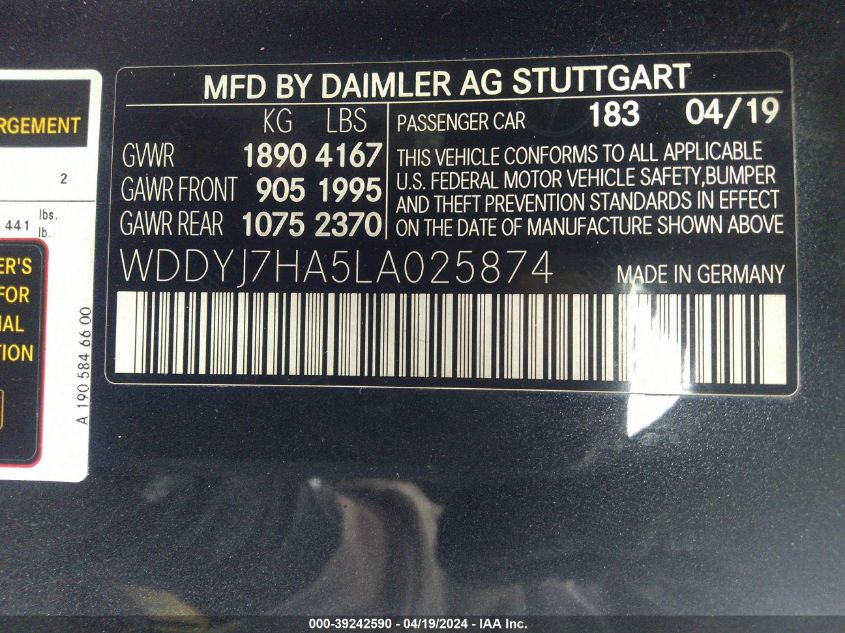 MFD BY DAIMLER AG STUTTGART
KG LBS
GVWR 1890 4167
GAWR FRONT 905 1995
GAWR REAR 1075 2370
PASSENGER CAR 183 04/19
THIS VEHICLE CONFORMS TO ALL APPLICABLE
U.S. FEDERAL MOTOR VEHICLE SAFETY,BUMPER
AND THEFT PREVENTION STANDARDS IN EFFECT
ON THE DATE OF MANUFACTURE SHOWN ABOVE
WDDYJ7HA5LA025874 MADE IN GERMANY
RGEMENT
2
441 lbs.
lb.
ER'S
FOR
IAL
TION
A 190 584 66 00
000-39242590 - 04/19/2024 - IAA Inc.